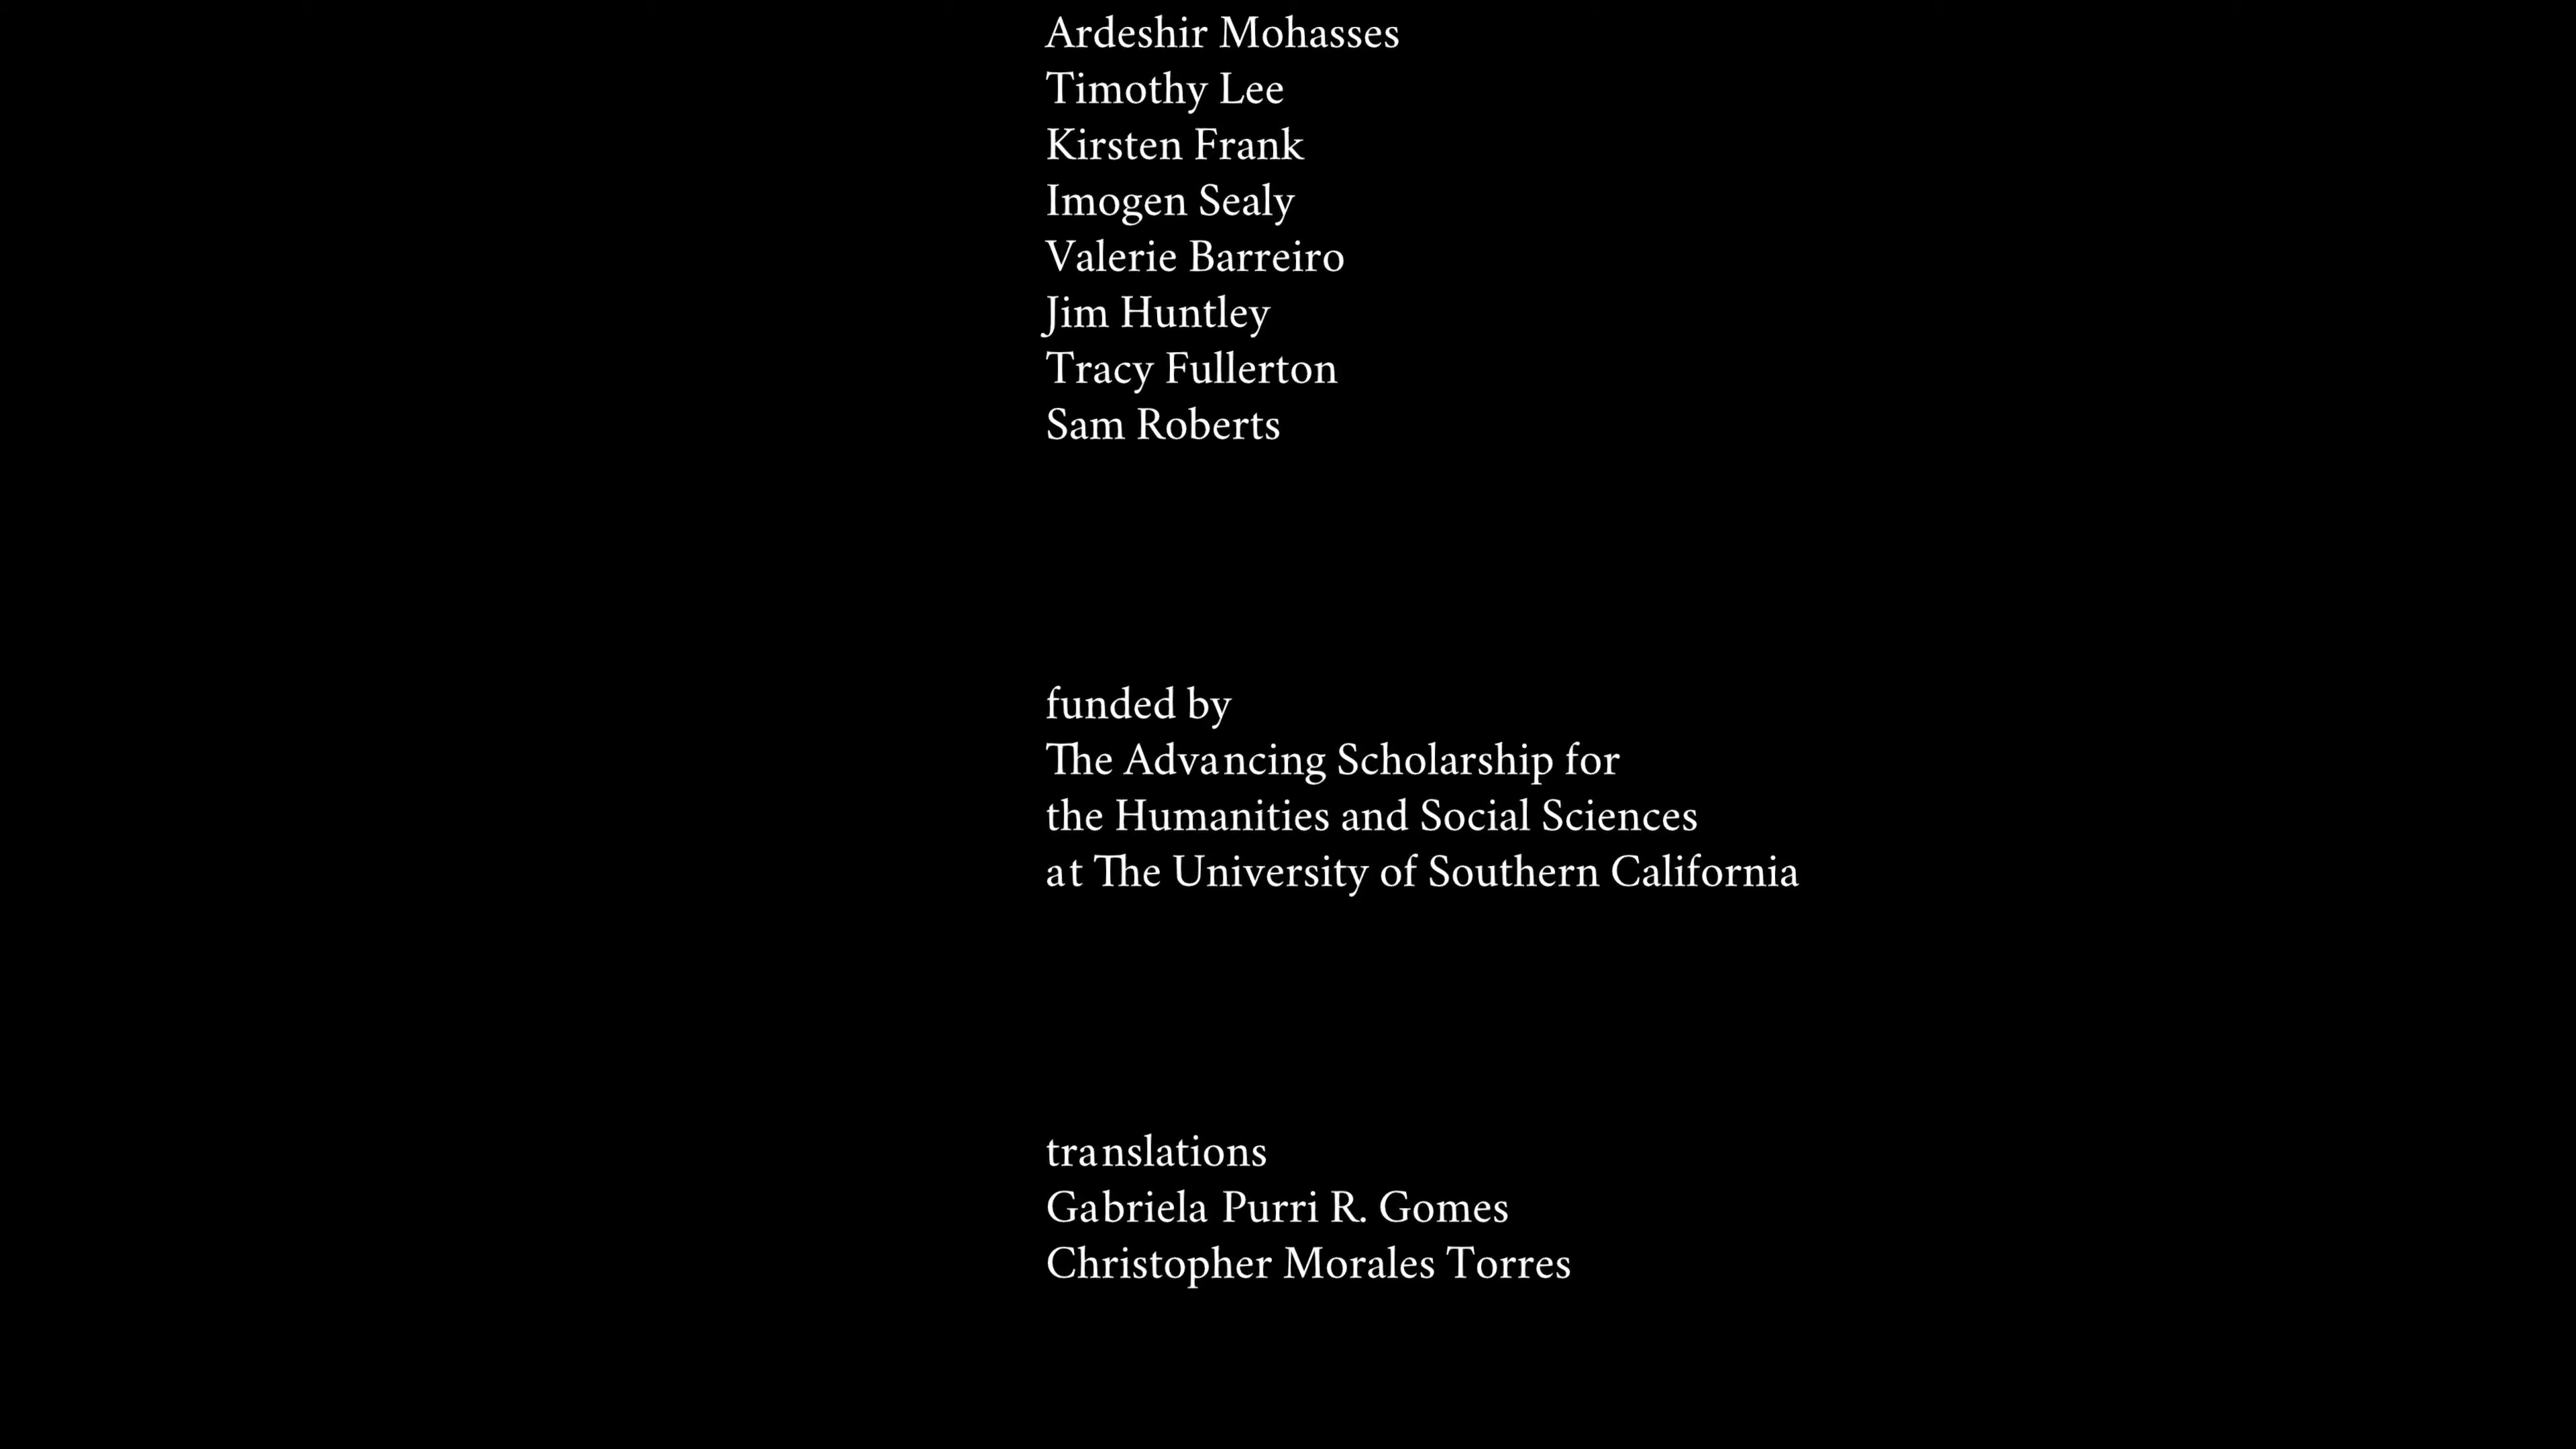 Ardeshir Mohasses
Timothy Lee
Kirsten Frank
Imogen Sealy
Valerie Barreiro
Jim Huntley
Tracy Fullerton
Sam Roberts
funded by
The Advancing Scholarship for
the Humanities and Social Sciences
at The University of Southern California
translations
Gabriela Purri R. Gomes
Christopher Morales Torres